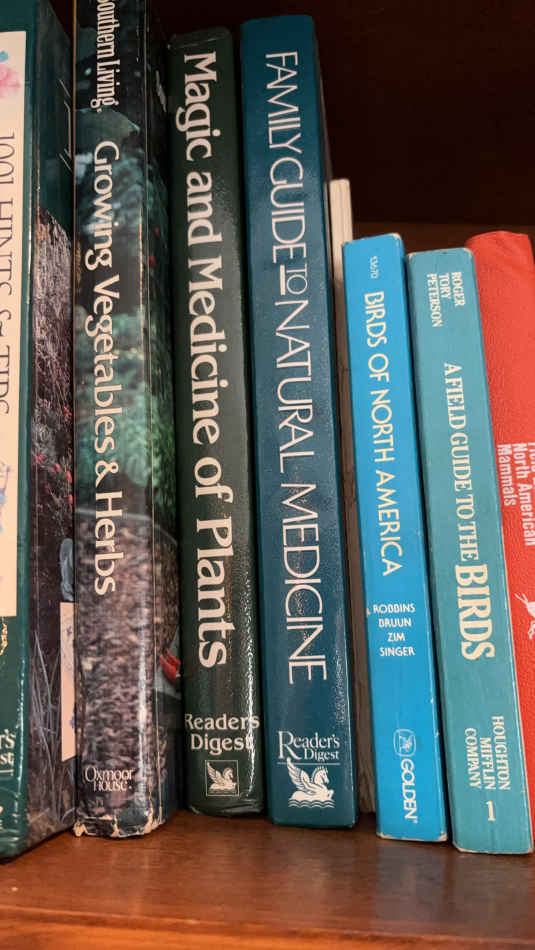 1001 HINTS & TIPS
Southern Living®
Growing Vegetables & Herbs
Oxmoor
House®
Magic and Medicine of Plants
Reader's
Digest
FAMILY GUIDE TO NATURAL MEDICINE
Reader's
Digest
BIRDS OF NORTH AMERICA
ROBBINS
BRUUN
ZIM
SINGER
GOLDEN®
ROGER
TORY
PETERSON
A FIELD GUIDE TO THE BIRDS
HOUGHTON
MIFFLIN
COMPANY
1
North American
Mammals